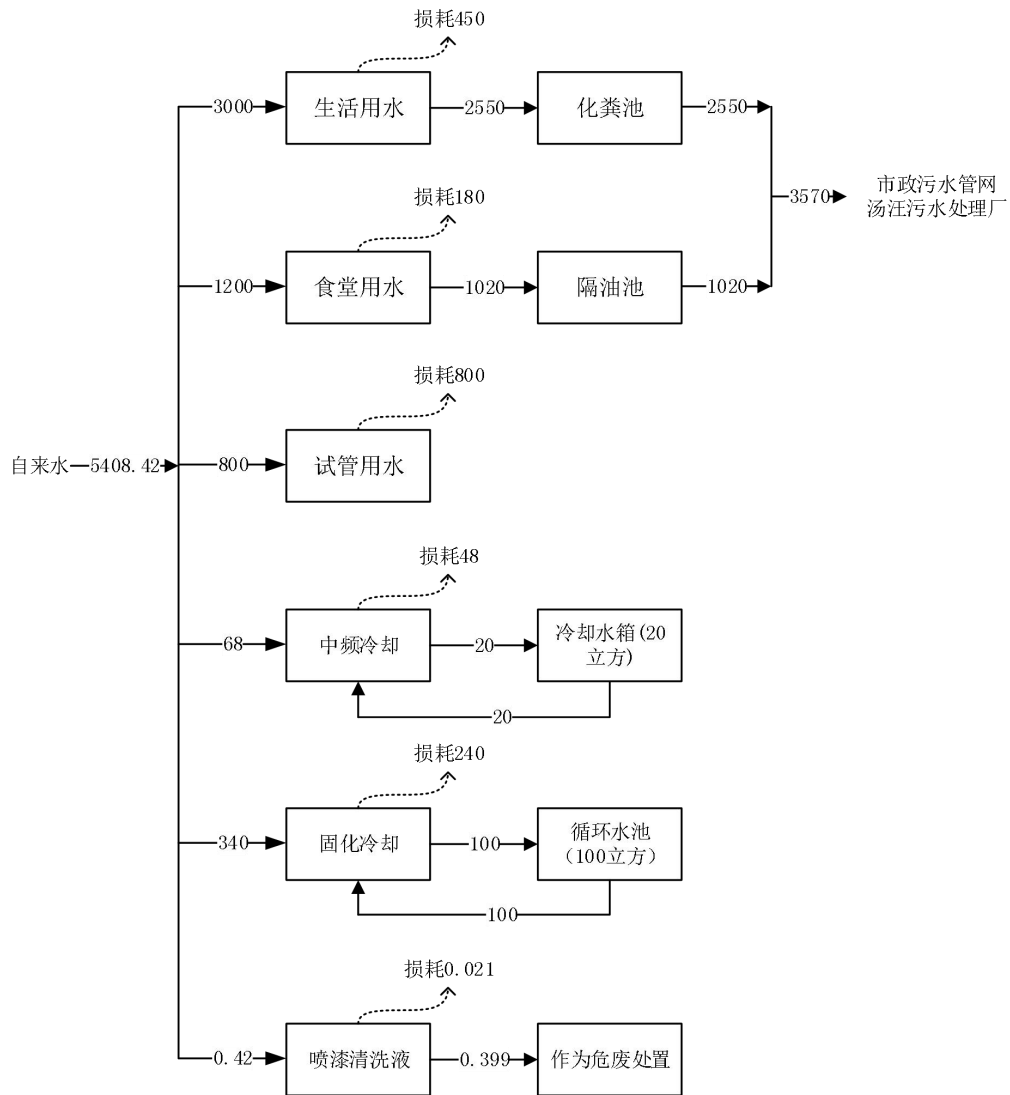 损耗450
3000
生活用水
2550
化粪池
2550
市政污水管网
汤汪污水处理厂
3570
损耗180
1200
食堂用水
1020
隔油池
1020
损耗800
自来水
5408.42
800
试管用水
损耗48
68
中频冷却
20
冷却水箱(20
立方)
20
损耗240
340
固化冷却
100
循环水池
（100立方）
100
损耗0.021
0.42
喷漆清洗液
0.399
作为危废处置